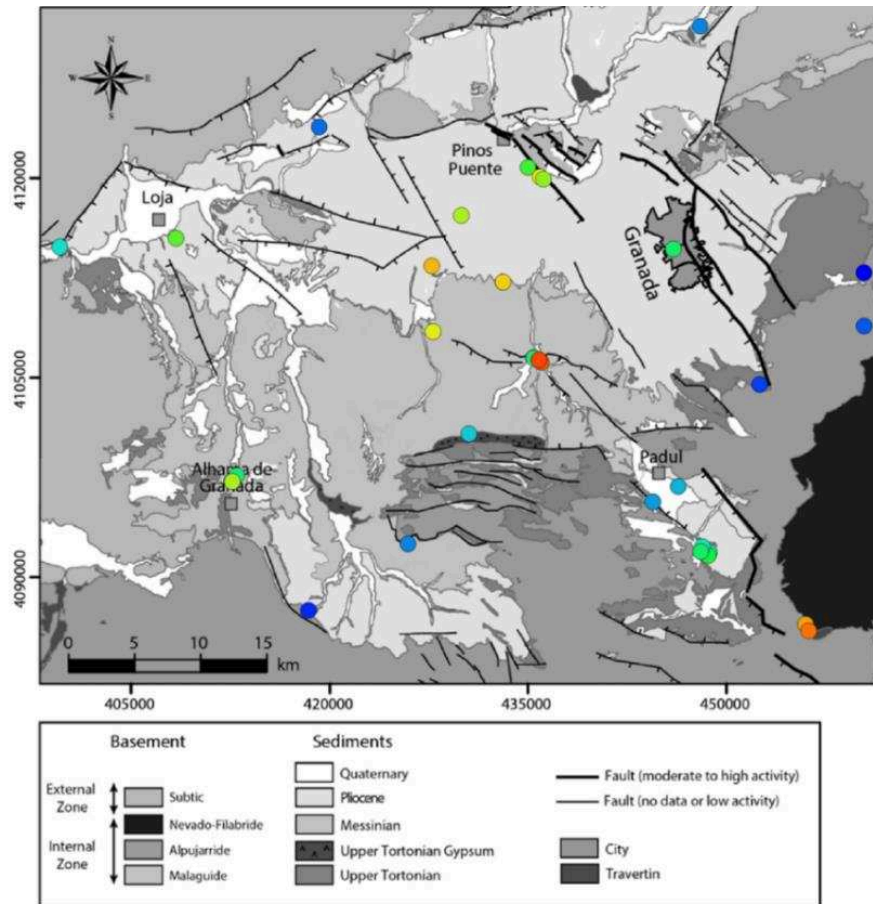 N
W
E
S
Pinos
Puente
4120000
Loja
Granada
4105000
Padul
Alhama de
Granada
4090000
0 5 10 15
km
405000 420000 435000 450000
Basement
Sediments
External
Zone
Internal
Zone
Subtic
Nevado-Filabride
Alpujarride
Malaguide
Quaternary
Pliocene
Messinian
Upper Tortonian Gypsum
Upper Tortonian
Fault (moderate to high activity)
Fault (no data or low activity)
City
Travertin